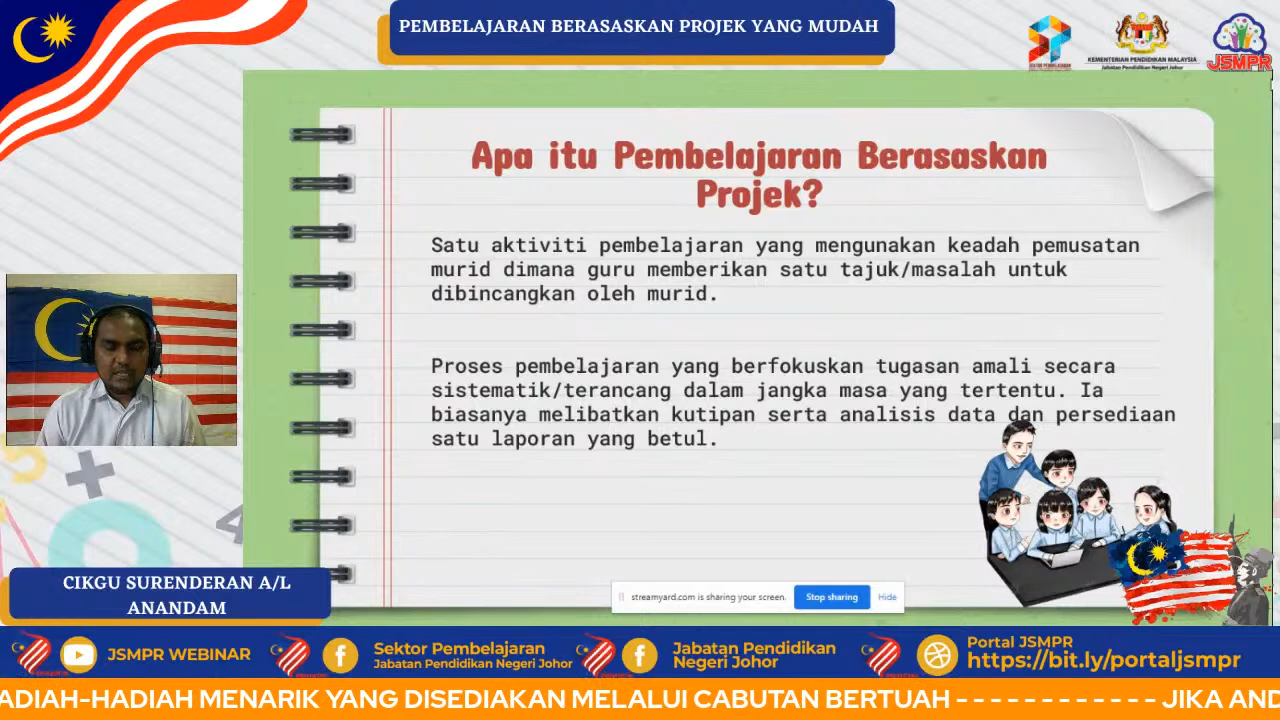 PEMBELAJARAN BERASASKAN PROJEK YANG MUDAH
KEMENTERIAN PENDIDIKAN MALAYSIA
Jabatan Pendidikan Negeri Johor
JSMPR
Apa itu Pembelajaran Berasaskan
Projek?
Satu aktiviti pembelajaran yang mengunakan keadah pemusatan
murid dimana guru memberikan satu tajuk/masalah untuk
dibincangkan oleh murid.
Proses pembelajaran yang berfokuskan tugasan amali secara
sistematik/terancang dalam jangka masa yang tertentu. Ia
biasanya melibatkan kutipan serta analisis data dan persediaan
satu laporan yang betul.
CIKGU SURENDERAN A/L
ANANDAM
streamyard.com is sharing your screen.
Stop sharing
Hide
JSMPR WEBINAR
Sektor Pembelajaran
Jabatan Pendidikan Negeri Johor
Jabatan Pendidikan
Negeri Johor
Portal JSMPR
https://bit.ly/portaljsmpr
ADIAH-HADIAH MENARIK YANG DISEDIAKAN MELALUI CABUTAN BERTUAH - - - - - - - - - - - - JIKA AND